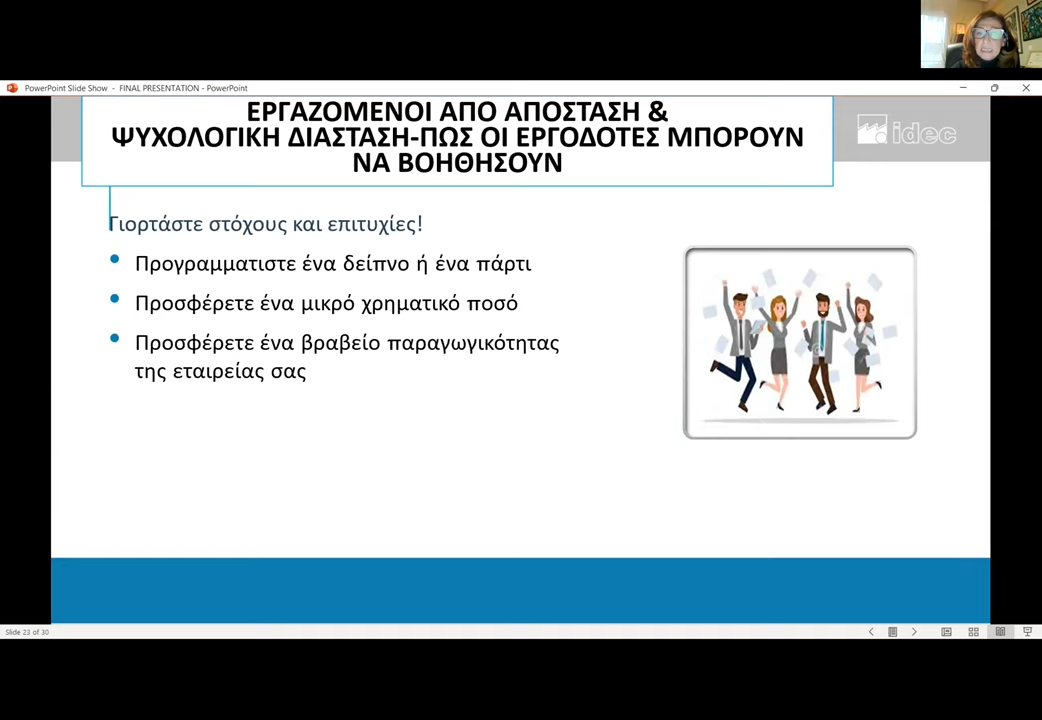 PowerPoint Slide Show - FINAL PRESENTATION - PowerPoint
ΕΡΓΑΖΟΜΕΝΟΙ ΑΠΟ ΑΠΟΣΤΑΣΗ &
ΨΥΧΟΛΟΓΙΚΗ ΔΙΑΣΤΑΣΗ-ΠΩΣ ΟΙ ΕΡΓΟΔΟΤΕΣ ΜΠΟΡΟΥΝ
ΝΑ ΒΟΗΘΗΣΟΥΝ
idec
Γιορτάστε στόχους και επιτυχίες!
Προγραμματιστε ένα δείπνο ή ένα πάρτι
Προσφέρετε ένα μικρό χρηματικό ποσό
Προσφέρετε ένα βραβείο παραγωγικότητας
της εταιρείας σας
Slide 23 of 30